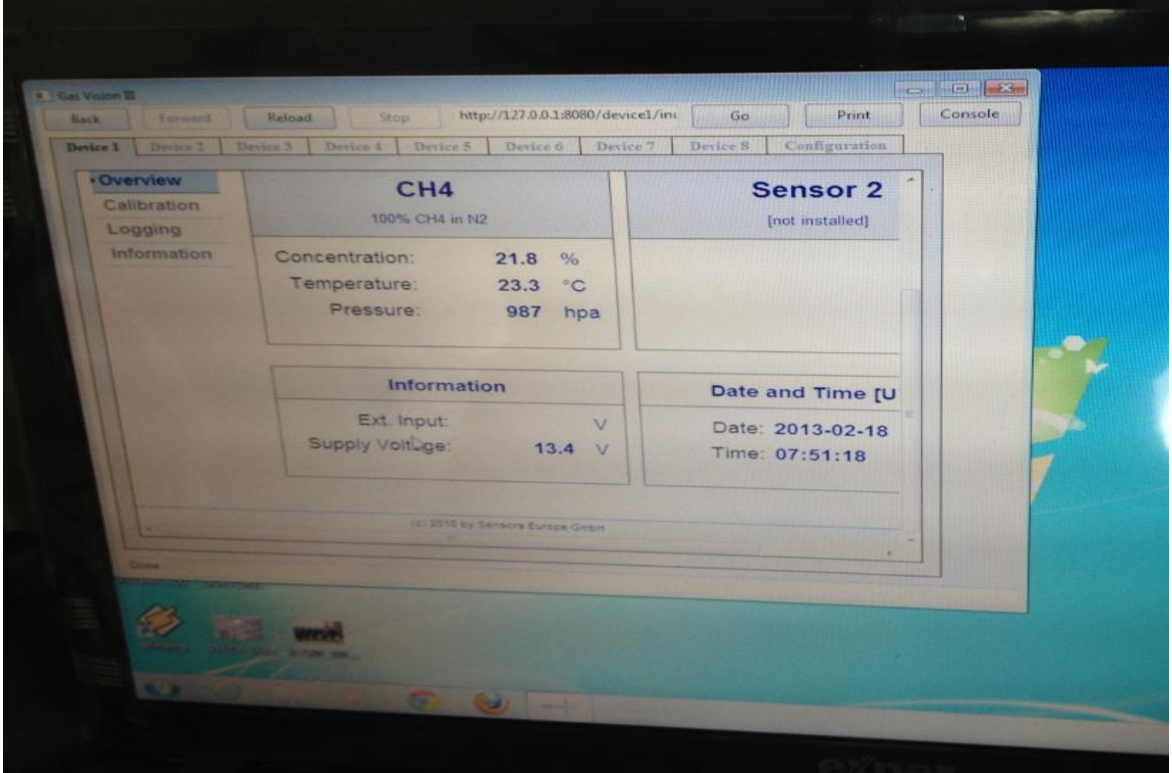 Gas Vision III
Back Forward Reload Stop http://127.0.0.1:8080/device1/in Go Print Console
Device 1 Device 2 Device 3 Device 4 Device 5 Device 6 Device 7 Device 8 Configuration
Overview
Calibration
Logging
Information
CH4
100% CH4 in N2
Concentration: 21.8 %
Temperature: 23.3 °C
Pressure: 987 hpa
Sensor 2
[not installed]
Information
Ext. Input: V
Supply Voltage: 13.4 V
Date and Time [U
Date: 2013-02-18
Time: 07:51:18
(c) 2010 by Sensors Europe GmbH
Done